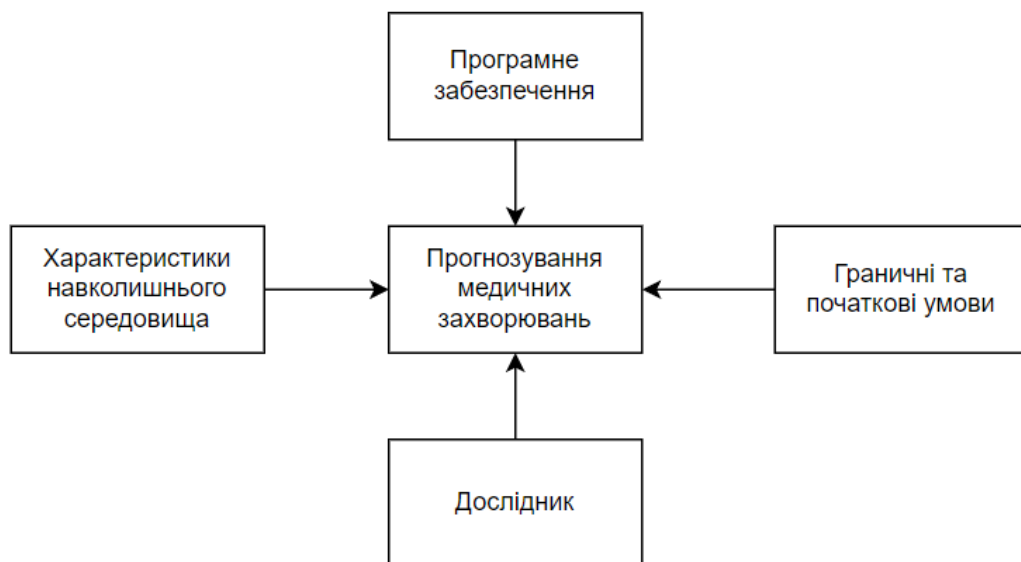 Програмне
забезпечення
Характеристики
навколишнього
середовища
Прогнозування
медичних
захворювань
Граничні та
початкові умови
Дослідник